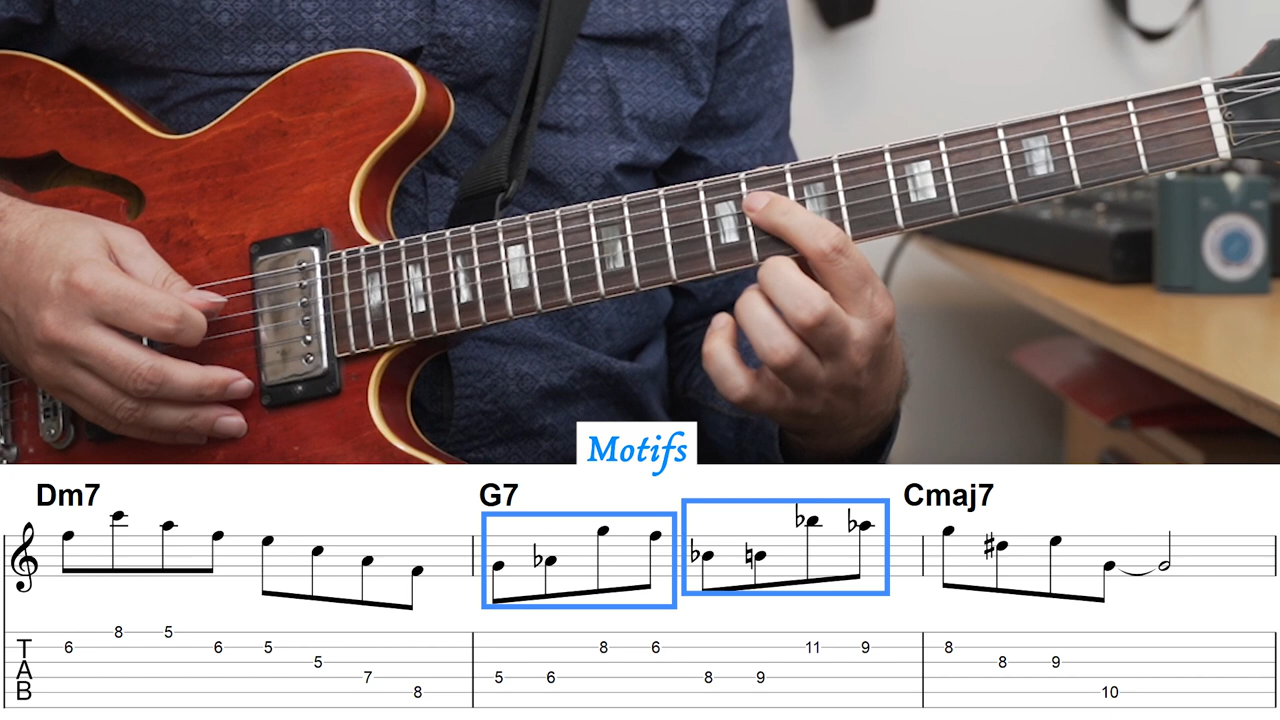 Motifs
Dm7 G7 Cmaj7
8 5
6 6 5 8 6 11 9 8
5 8 9
T
A
B
7 5 6 8 9
8 10